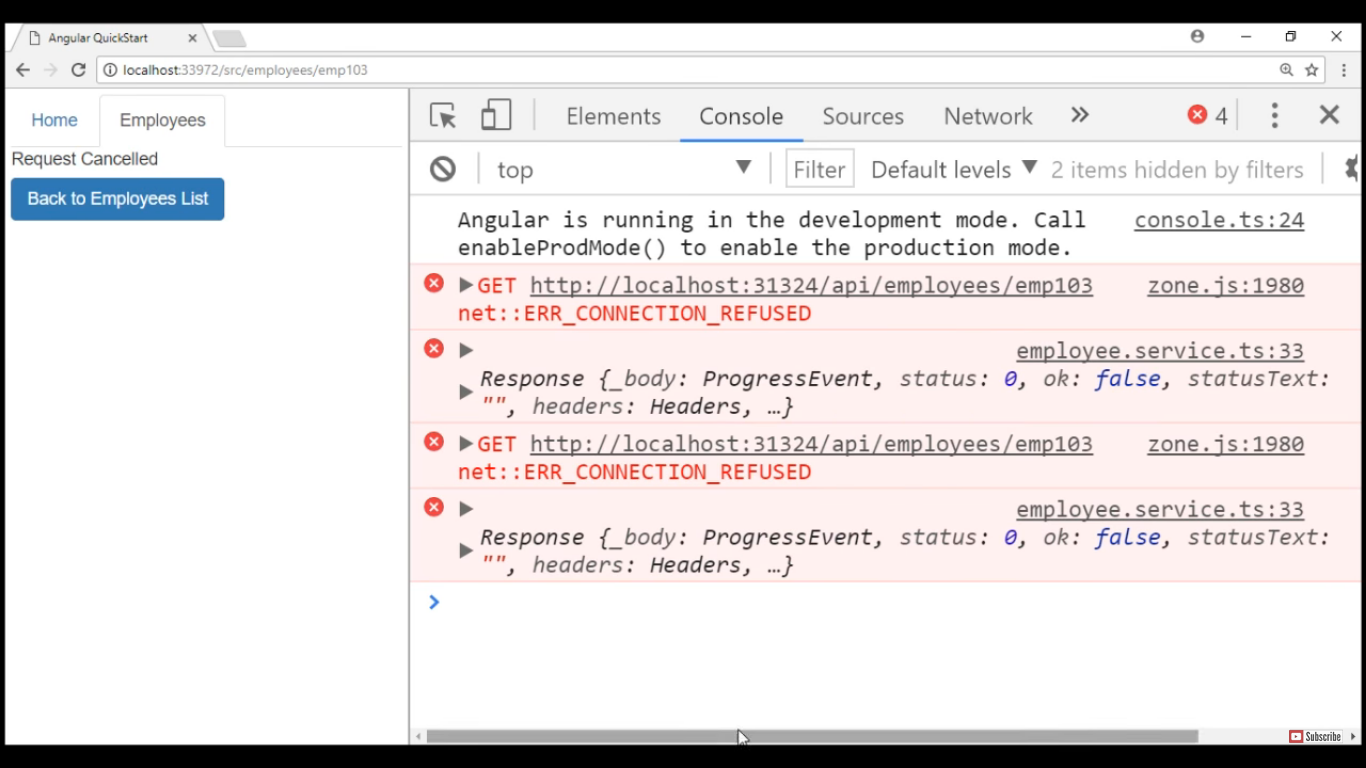 Angular QuickStart
localhost:33972/src/employees/emp103
Home Employees
Request Cancelled
Back to Employees List
Elements Console Sources Network 4
top Filter Default levels 2 items hidden by filters
Angular is running in the development mode. Call console.ts:24
enableProdMode() to enable the production mode.
GET http://localhost:31324/api/employees/emp103 zone.js:1980
net::ERR_CONNECTION_REFUSED
employee.service.ts:33
Response {_body: ProgressEvent, status: 0, ok: false, statusText:
"", headers: Headers, …}
GET http://localhost:31324/api/employees/emp103 zone.js:1980
net::ERR_CONNECTION_REFUSED
employee.service.ts:33
Response {_body: ProgressEvent, status: 0, ok: false, statusText:
"", headers: Headers, …}
Subscribe